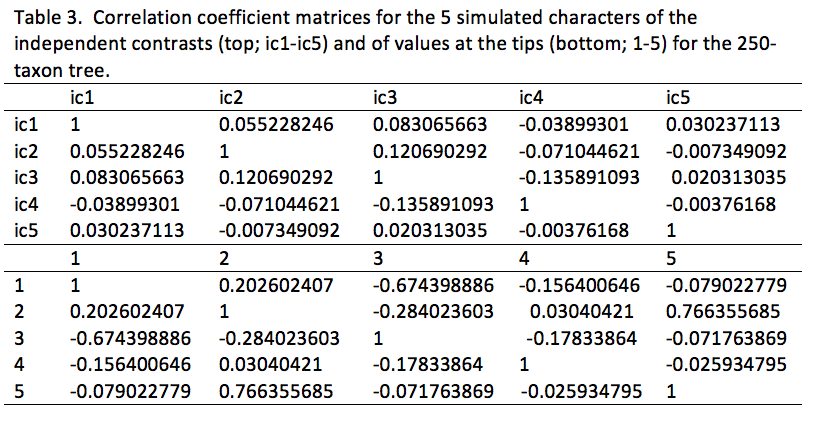 Table 3.  Correlation coefficient matrices for the 5 simulated characters of the
independent contrasts (top; ic1-ic5) and of values at the tips (bottom; 1-5) for the 250-
taxon tree.
ic1 ic2 ic3 ic4 ic5
ic1 1 0.055228246 0.083065663 -0.03899301 0.030237113
ic2 0.055228246 1 0.120690292 -0.071044621 -0.007349092
ic3 0.083065663 0.120690292 1 -0.135891093 0.020313035
ic4 -0.03899301 -0.071044621 -0.135891093 1 -0.00376168
ic5 0.030237113 -0.007349092 0.020313035 -0.00376168 1
1 2 3 4 5
1 1 0.202602407 -0.674398886 -0.156400646 -0.079022779
2 0.202602407 1 -0.284023603 0.03040421 0.766355685
3 -0.674398886 -0.284023603 1 -0.17833864 -0.071763869
4 -0.156400646 0.03040421 -0.17833864 1 -0.025934795
5 -0.079022779 0.766355685 -0.071763869 -0.025934795 1